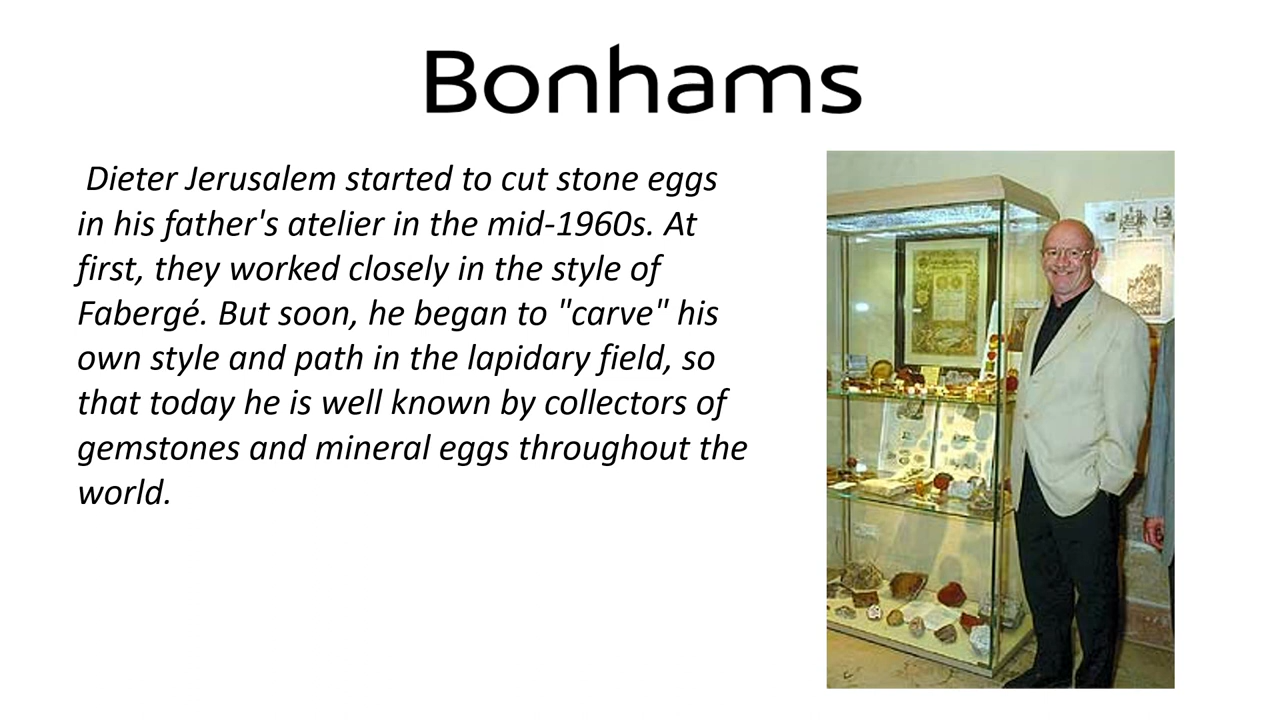 Bonhams
Dieter Jerusalem started to cut stone eggs
in his father's atelier in the mid-1960s. At
first, they worked closely in the style of
Fabergé. But soon, he began to "carve" his
own style and path in the lapidary field, so
that today he is well known by collectors of
gemstones and mineral eggs throughout the
world.